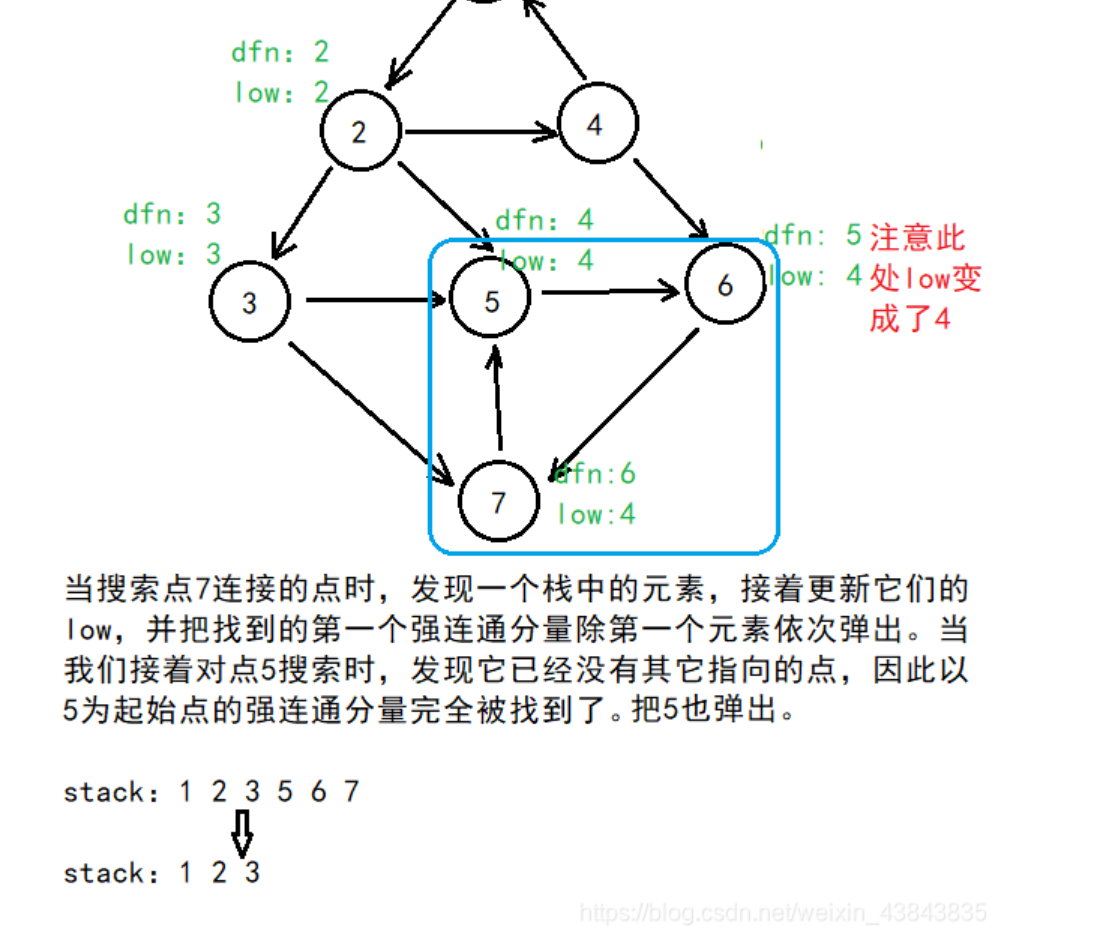 dfn: 2
low: 2
2
4
dfn: 3
low: 3
dfn: 4
low: 4
dfn: 5
low: 4
注意此
处low变
成了4
3
5
6
7
dfn:6
low:4
当搜索点7连接的点时，发现一个栈中的元素，接着更新它们的
low，并把找到的第一个强连通分量除第一个元素依次弹出。当
我们接着对点5搜索时，发现它已经没有其它指向的点，因此以
5为起始点的强连通分量完全被找到了。把5也弹出。
stack: 1 2 3 5 6 7
stack: 1 2 3
https://blog.csdn.net/weixin_43843835